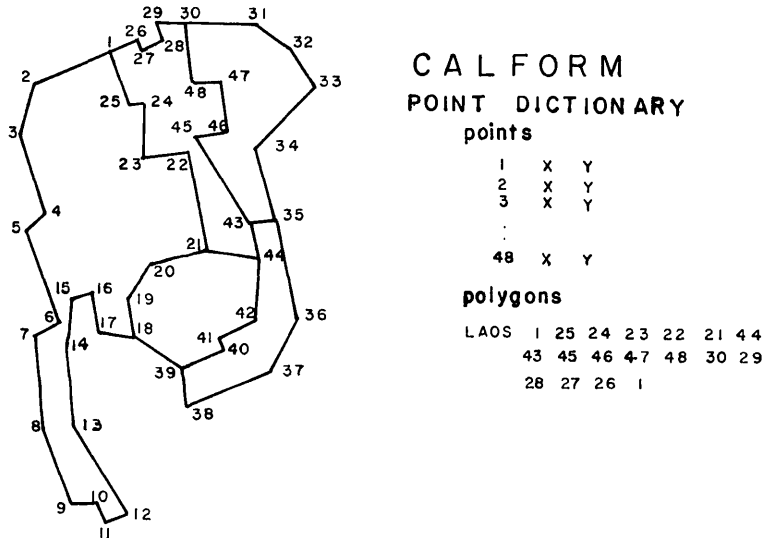 29 30 31
1 26 27 28 32
2 48 47 33
25 24
3 45 46 34
23 22
4
5 43 35
21 44
20
15 16 19
6 42 36
7 17 18 41
14 40
39 37
38
8 13
9 10 12
11
CALFORM
POINT DICTIONARY
points
1 X Y
2 X Y
3 X Y
:
48 X Y
polygons
LAOS 1 25 24 23 22 21 44
43 45 46 47 48 30 29
28 27 26 1